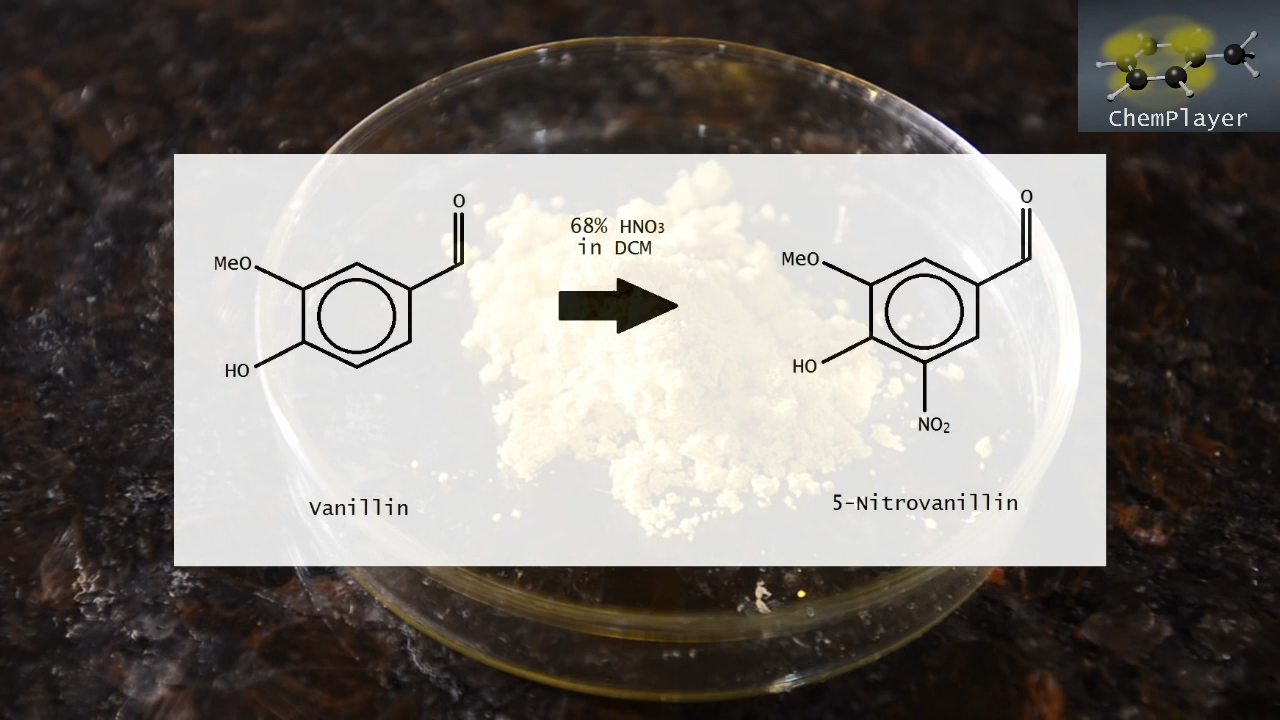 ChemPlayer
O
MeO
HO
Vanillin
68% HNO₃
in DCM
O
MeO
HO
NO₂
5-Nitrovanillin